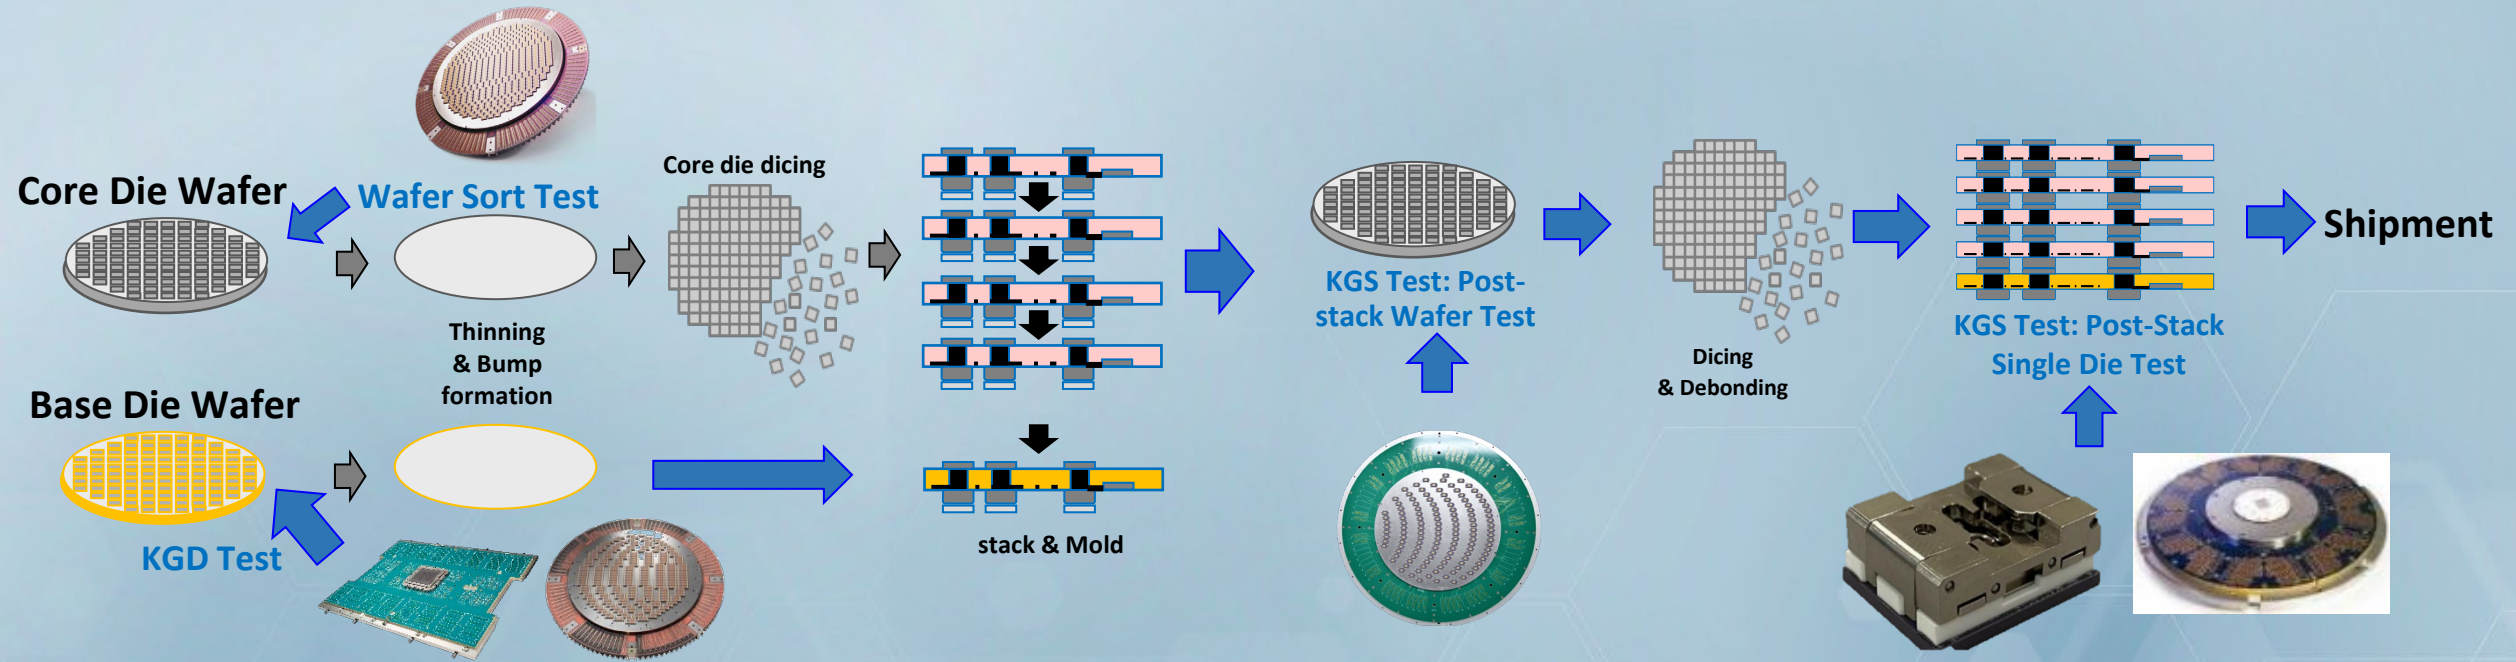 Core Die Wafer
Wafer Sort Test
Thinning
& Bump
formation
Core die dicing
Base Die Wafer
KGD Test
stack & Mold
KGS Test: Post-
stack Wafer Test
Dicing
& Debonding
KGS Test: Post-Stack
Single Die Test
Shipment